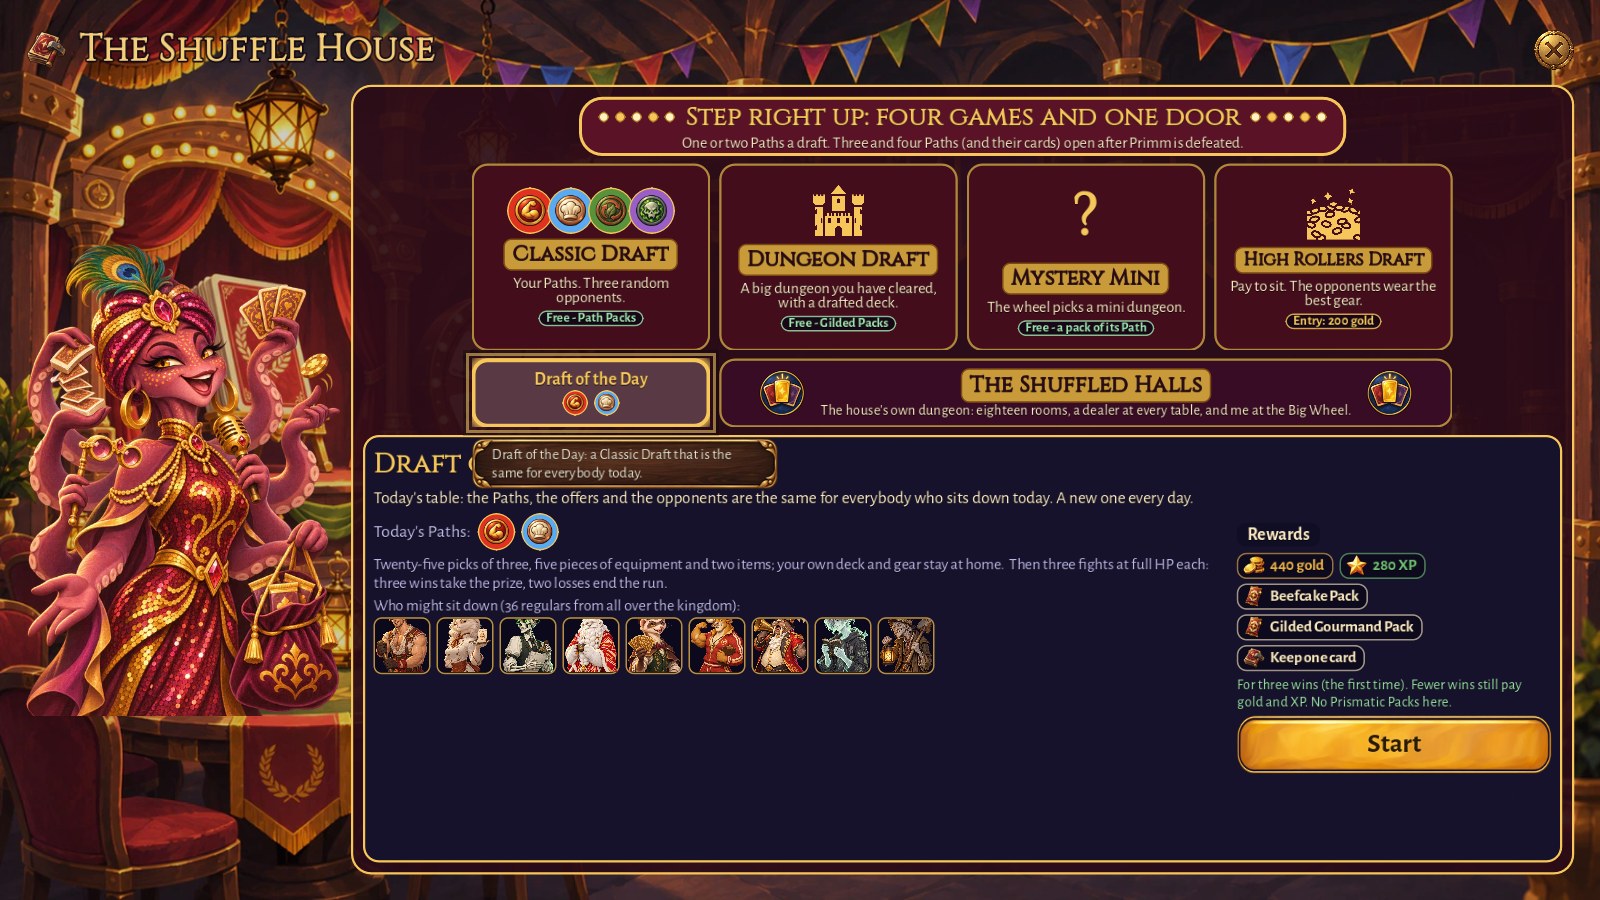 The Shuffle House
Step right up: four games and one door
One or two Paths a draft. Three and four Paths (and their cards) open after Primm is defeated.
Classic Draft
Your Paths. Three random
opponents.
Free - Path Packs
Dungeon Draft
A big dungeon you have cleared,
with a drafted deck.
Free - Gilded Packs
?
Mystery Mini
The wheel picks a mini dungeon.
Free - a pack of its Path
High Rollers Draft
Pay to sit. The opponents wear the
best gear.
Entry: 200 gold
Draft of the Day
The Shuffled Halls
The house's own dungeon: eighteen rooms, a dealer at every table, and me at the Big Wheel.
Draft
Draft of the Day: a Classic Draft that is the
same for everybody today.
Today's table: the Paths, the offers and the opponents are the same for everybody who sits down today. A new one every day.
Today's Paths:
Twenty-five picks of three, five pieces of equipment and two items; your own deck and gear stay at home. Then three fights at full HP each:
three wins take the prize, two losses end the run.
Who might sit down (36 regulars from all over the kingdom):
Rewards
440 gold
280 XP
Beefcake Pack
Gilded Gourmand Pack
Keep one card
For three wins (the first time). Fewer wins still pay
gold and XP. No Prismatic Packs here.
Start